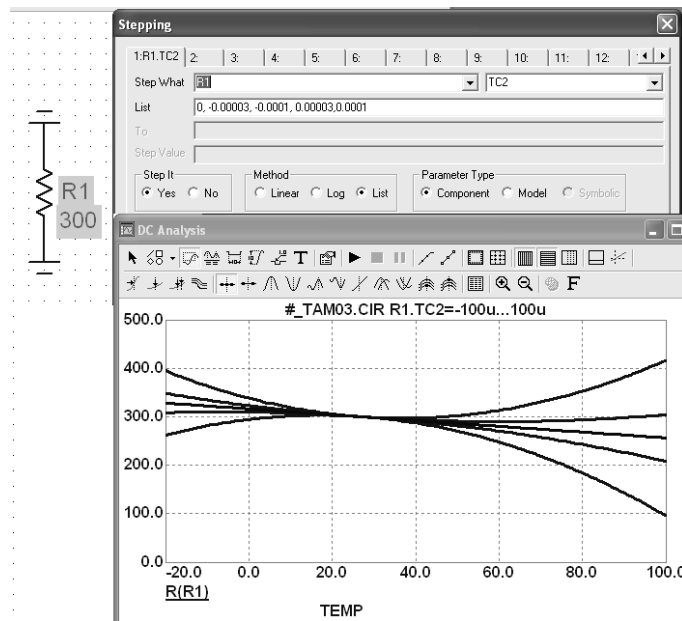 Stepping
1:R1.TC2 2: 3: 4: 5: 6: 7: 8: 9: 10: 11: 12:
Step What R1 TC2
List 0, -0.00003, -0.0001, 0.00003,0.0001
To
Step Value
Step It Method Parameter Type
Yes No Linear Log List Component Model Symbolic
R1
300
DC Analysis
T
F
#_TAM03.CIR R1.TC2=-100u...100u
500.0
400.0
300.0
200.0
100.0
0.0
-20.0 0.0 20.0 40.0 60.0 80.0 100.0
R(R1)
TEMP